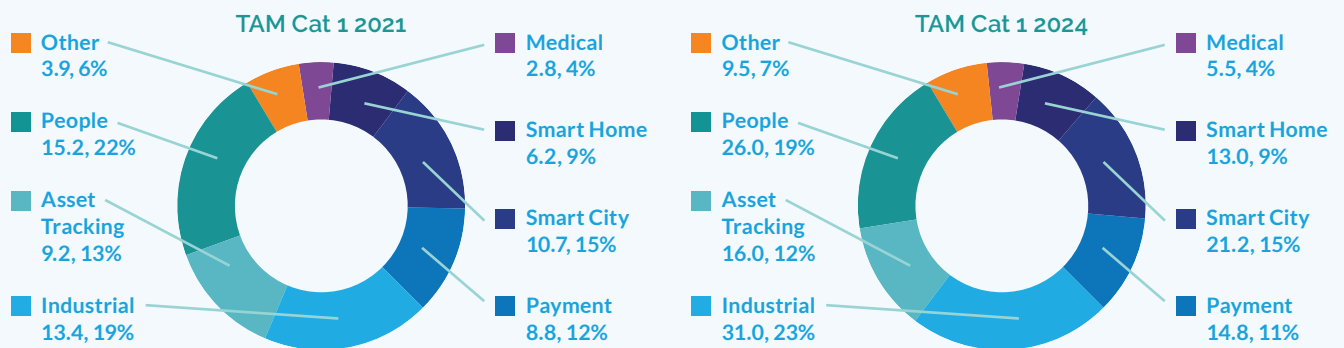 TAM Cat 1 2021
Other
3.9, 6%
People
15.2, 22%
Asset
Tracking
9.2, 13%
Industrial
13.4, 19%
Medical
2.8, 4%
Smart Home
6.2, 9%
Smart City
10.7, 15%
Payment
8.8, 12%
TAM Cat 1 2024
Other
9.5, 7%
People
26.0, 19%
Asset
Tracking
16.0, 12%
Industrial
31.0, 23%
Medical
5.5, 4%
Smart Home
13.0, 9%
Smart City
21.2, 15%
Payment
14.8, 11%